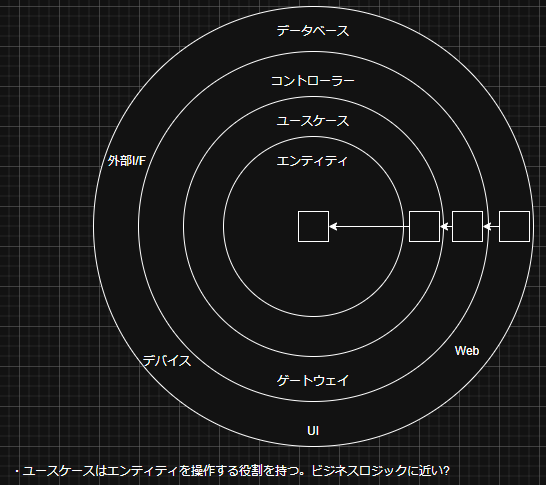 データベース
コントローラー
ユースケース
外部I/F
エンティティ
Web
デバイス
ゲートウェイ
UI
・ユースケースはエンティティを操作する役割を持つ。ビジネスロジックに近い?